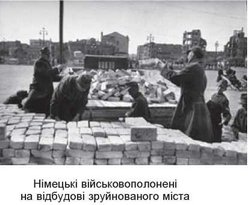 Німецькі військовополонені
на відбудові зруйнованого міста